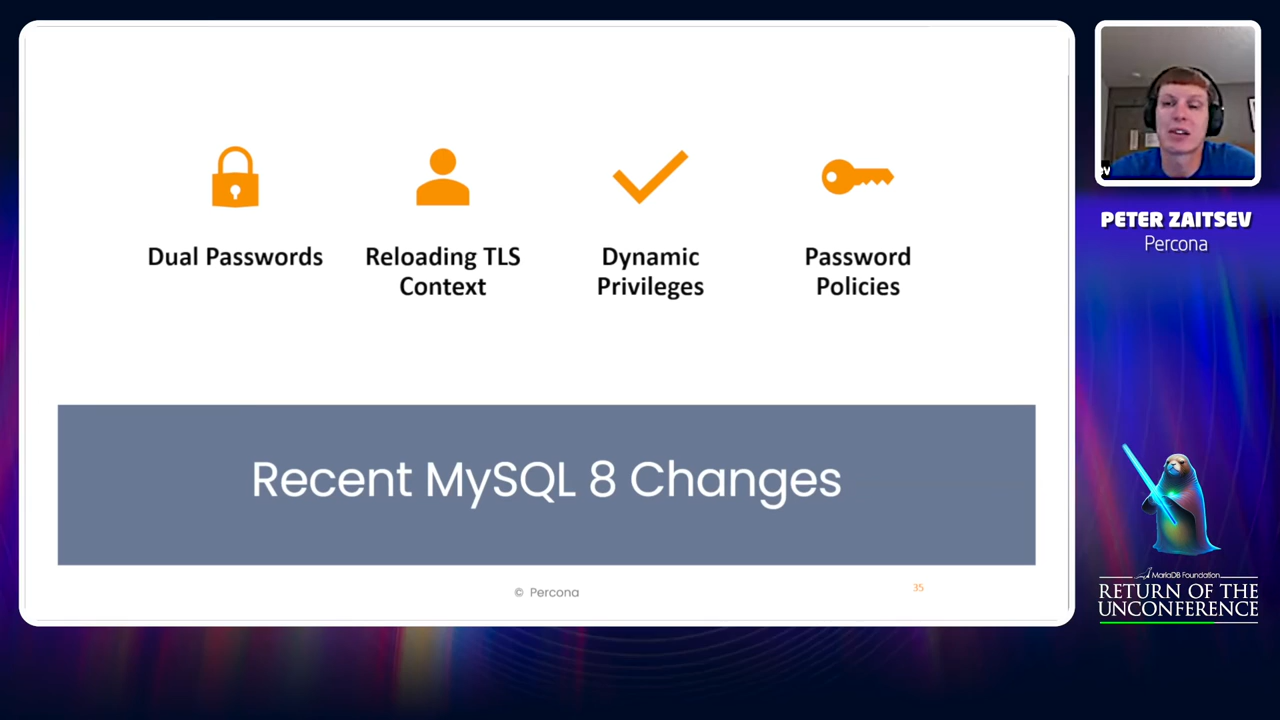 Dual Passwords
Reloading TLS
Context
Dynamic
Privileges
Password
Policies
Recent MySQL 8 Changes
© Percona
35
ev
PETER ZAITSEV
Percona
MariaDB Foundation
RETURN OF THE
UNCONFERENCE